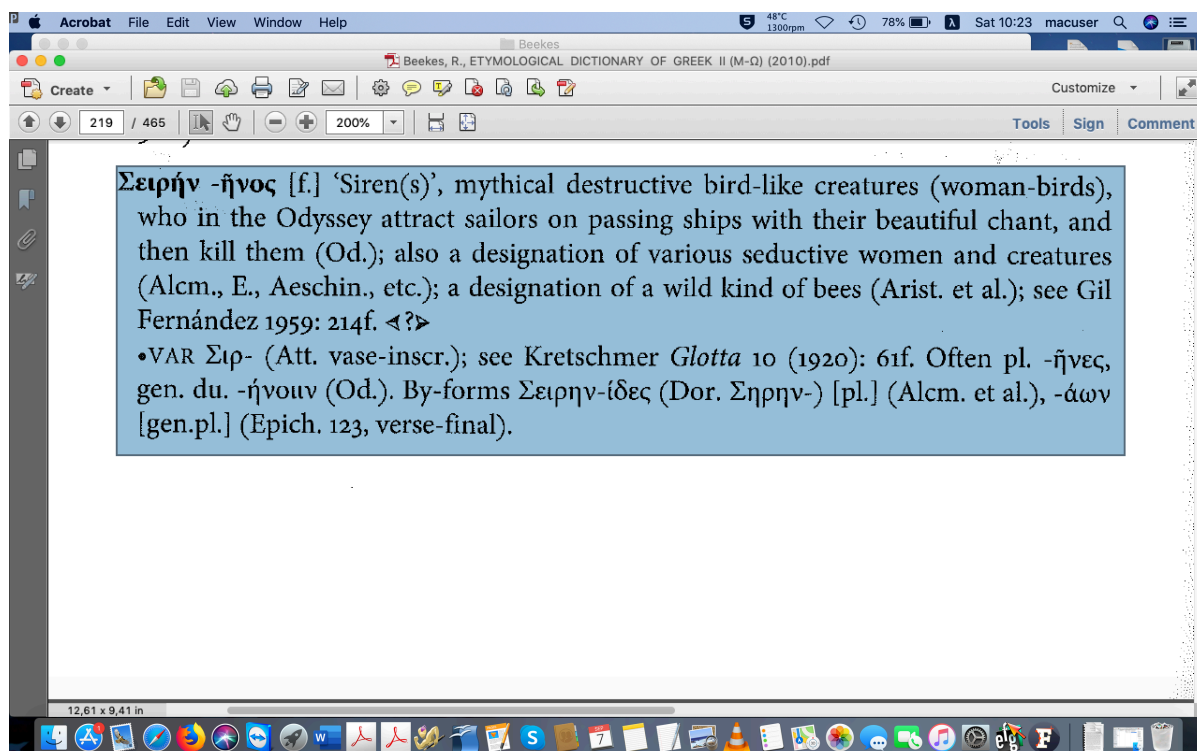 Acrobat File Edit View Window Help 48°C 1300rpm 78% Sat 10:23 macuser
Beekes
Beekes, R., ETYMOLOGICAL DICTIONARY OF GREEK II (M-Ω) (2010).pdf
Create Customize
219 / 465 200% Tools Sign Comment
Σειρήν -ῆνος [f.] ‘Siren(s)’, mythical destructive bird-like creatures (woman-birds),
who in the Odyssey attract sailors on passing ships with their beautiful chant, and
then kill them (Od.); also a designation of various seductive women and creatures
(Alcm., E., Aeschin., etc.); a designation of a wild kind of bees (Arist. et al.); see Gil
Fernández 1959: 214f. ⮜?⮞
•VAR Σιρ- (Att. vase-inscr.); see Kretschmer Glotta 10 (1920): 61f. Often pl. -ῆνες,
gen. du. -ήνοιιν (Od.). By-forms Σειρην-ίδες (Dor. Σηρην-) [pl.] (Alcm. et al.), -άων
[gen.pl.] (Epich. 123, verse-final).
12,61 x 9,41 in